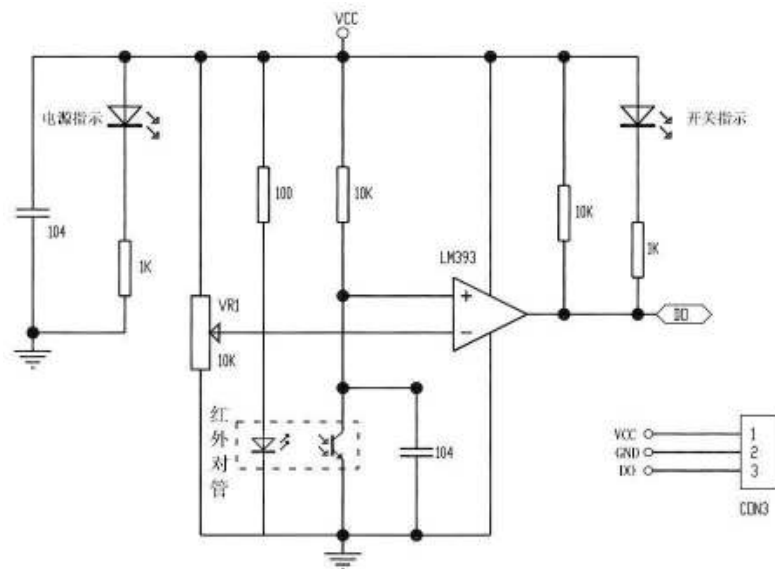 VCC
电源指示
开关指示
100
10K
10K
104
1K
1K
LM393
VR1
+
DO
−
10K
红外对管
104
VCC
1
GND
2
DO
3
CON3